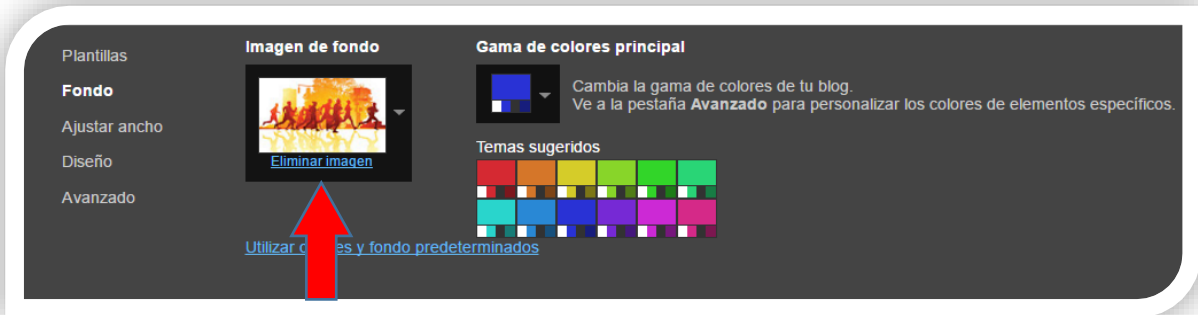 Plantillas
Fondo
Ajustar ancho
Diseño
Avanzado
Imagen de fondo
Eliminar imagen
Utilizar es y fondo predeterminados
Gama de colores principal
Cambia la gama de colores de tu blog.
Ve a la pestaña Avanzado para personalizar los colores de elementos específicos.
Temas sugeridos